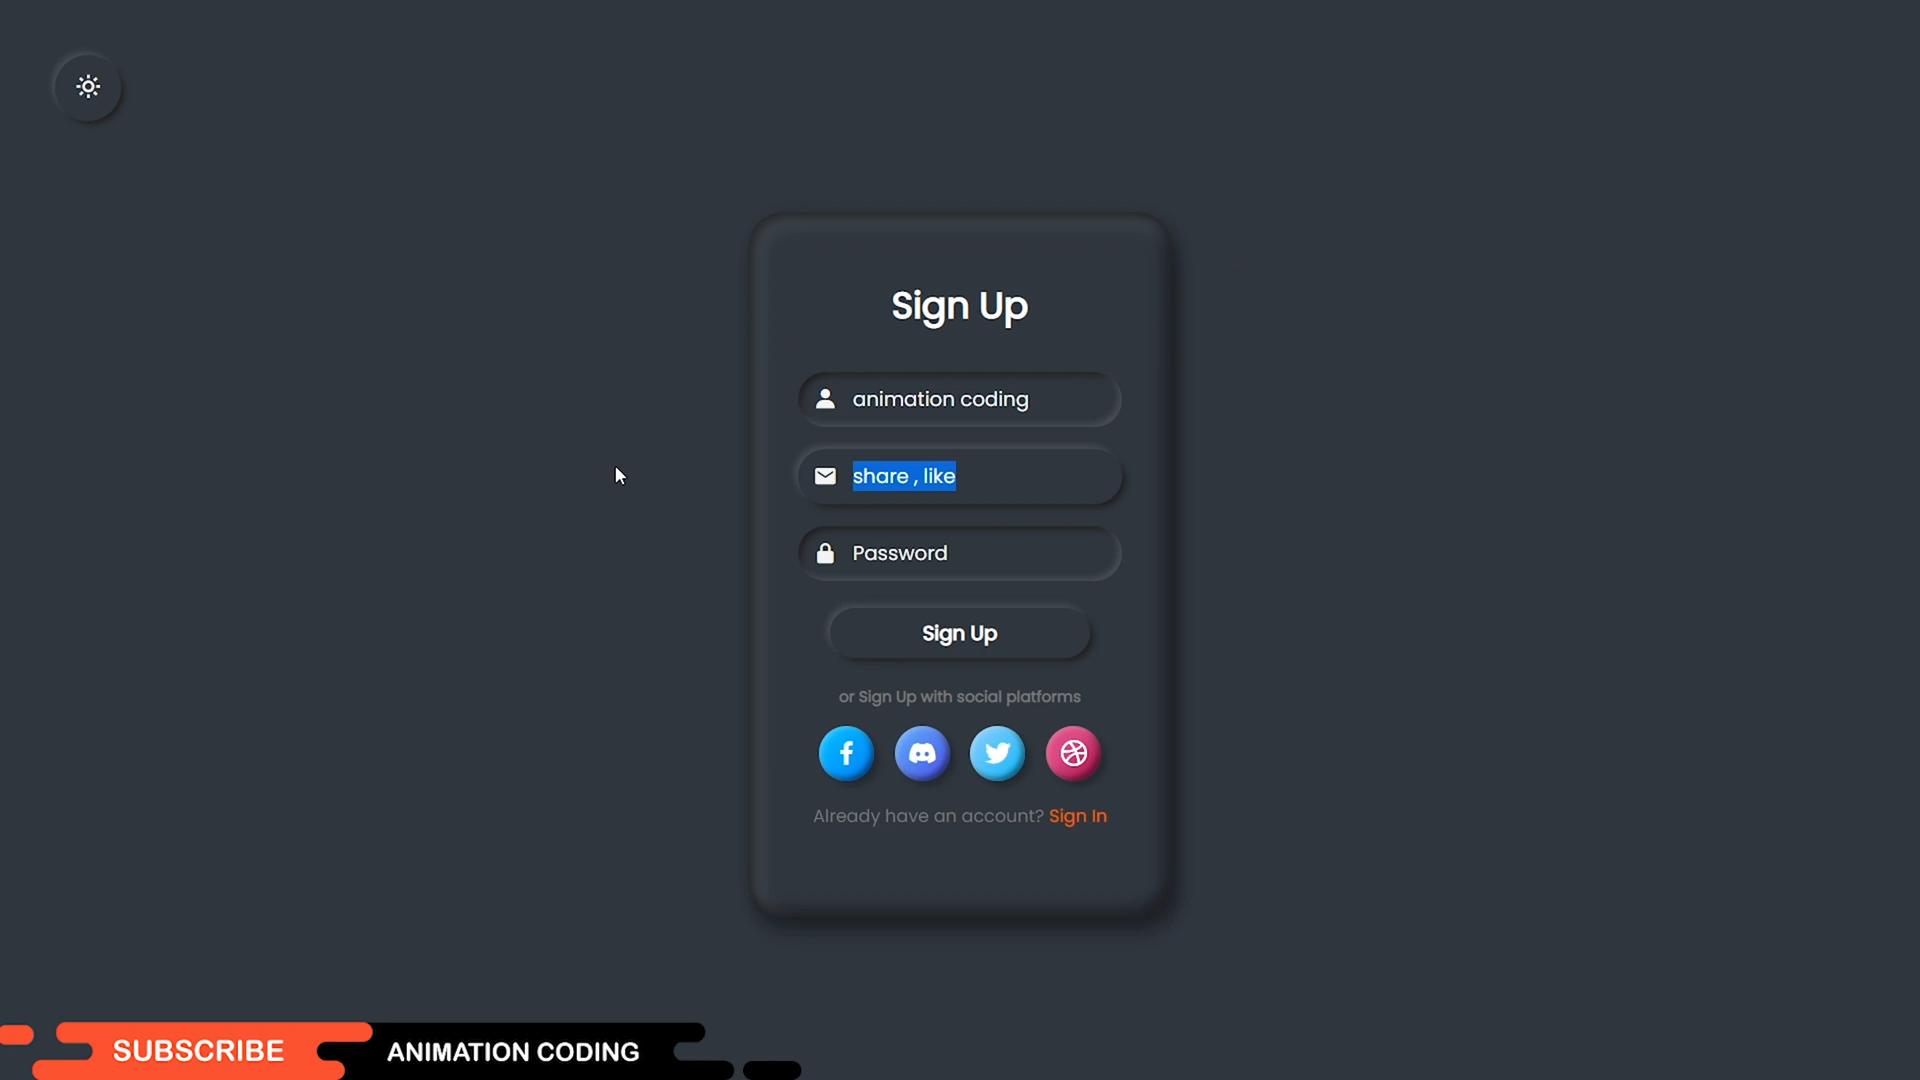 Sign Up
animation coding
share , like
Password
Sign Up
or Sign Up with social platforms
Already have an account? Sign In
SUBSCRIBE
ANIMATION CODING